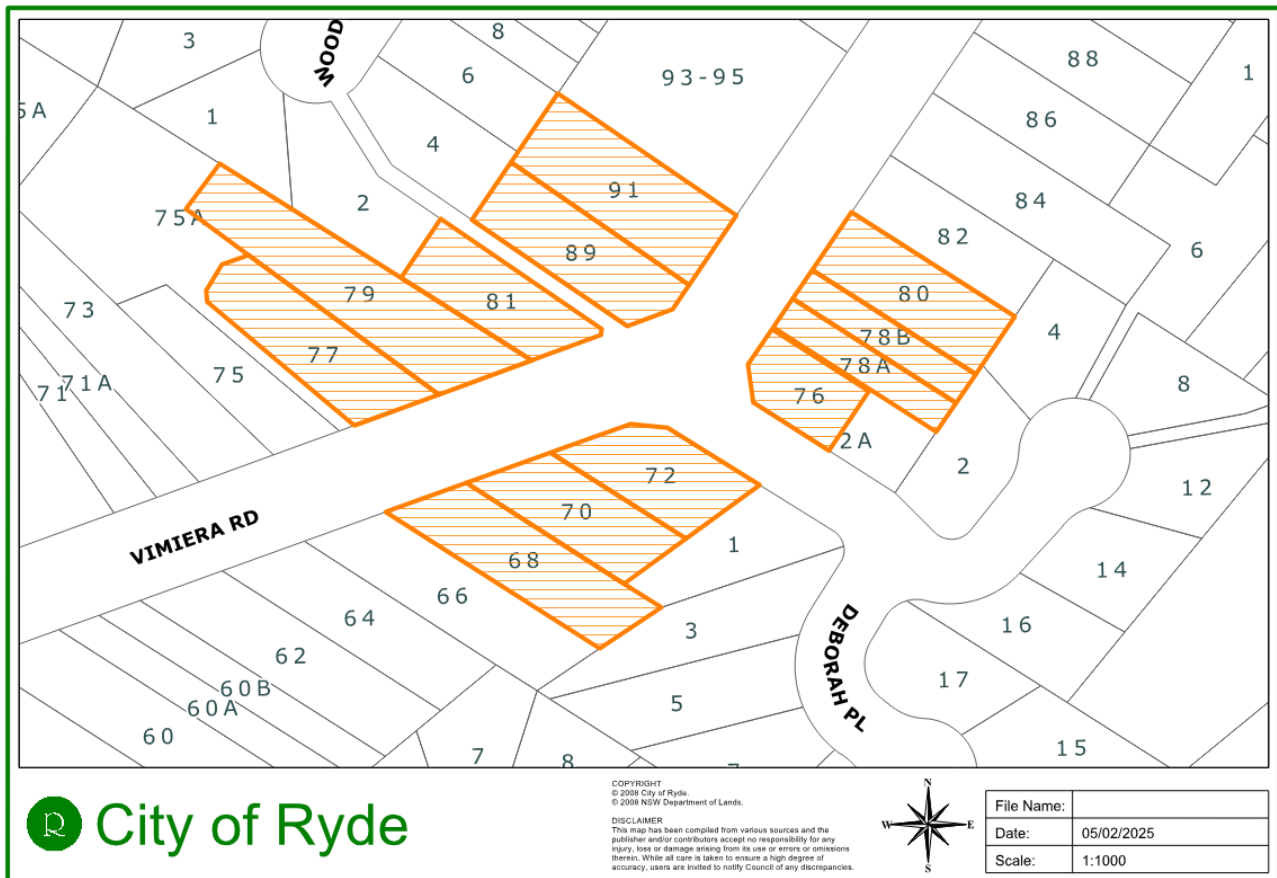 3
WOOD
8
93-95
88
1
6
5A
1
86
4
91
84
2
75A
82
6
89
79
81
80
73
78B
4
77
78A
75
8
71A
71
76
2A
72
2
12
70
VIMIERA RD
1
68
14
66
64
DEBORAH PL
16
3
62
60B
17
5
60A
60
15
7
8
7
City of Ryde
COPYRIGHT
© 2008 City of Ryde.
© 2008 NSW Department of Lands.
DISCLAIMER
This map has been compiled from various sources and the
publisher and/or contributors accept no responsibility for any
injury, loss or damage arising from its use or errors or omissions
therein. While all care is taken to ensure a high degree of
accuracy, users are invited to notify Council of any discrepancies.
N
W E
S
File Name:
Date: 05/02/2025
Scale: 1:1000